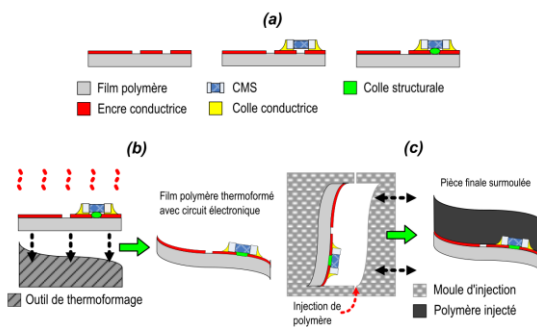 (a)
Film polymère
CMS
Colle structurale
Encre conductrice
Colle conductrice
(b)
(c)
Film polymère thermoformé
avec circuit électronique
Pièce finale surmoulée
Outil de thermoformage
Injection de
polymère
Moule d'injection
Polymère injecté